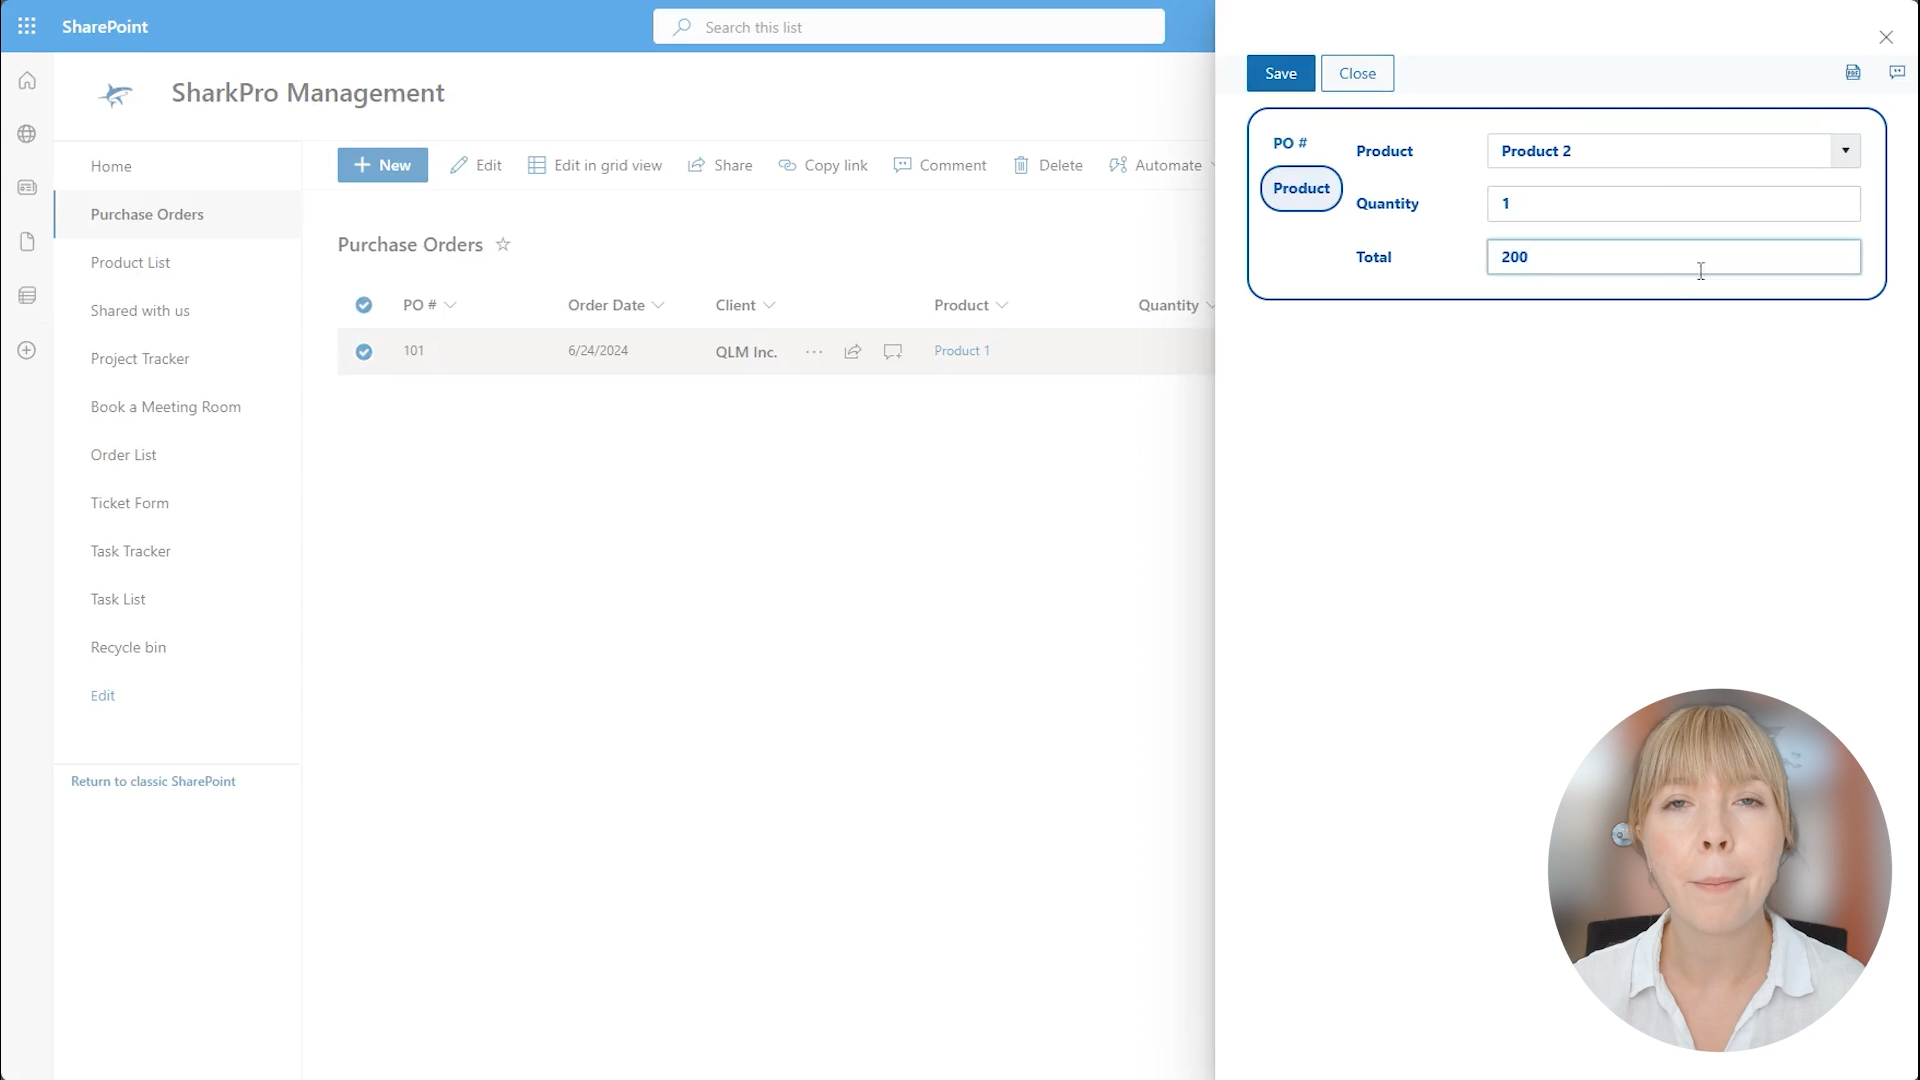 SharePoint
Search this list
SharkPro Management
Home
Purchase Orders
Product List
Shared with us
Project Tracker
Book a Meeting Room
Order List
Ticket Form
Task Tracker
Task List
Recycle bin
Edit
Return to classic SharePoint
New Edit Edit in grid view Share Copy link Comment Delete Automate
Purchase Orders
PO # Order Date Client Product Quantity
101 6/24/2024 QLM Inc. Product 1
Save Close
PO #
Product
Product Product 2
Quantity 1
Total 200